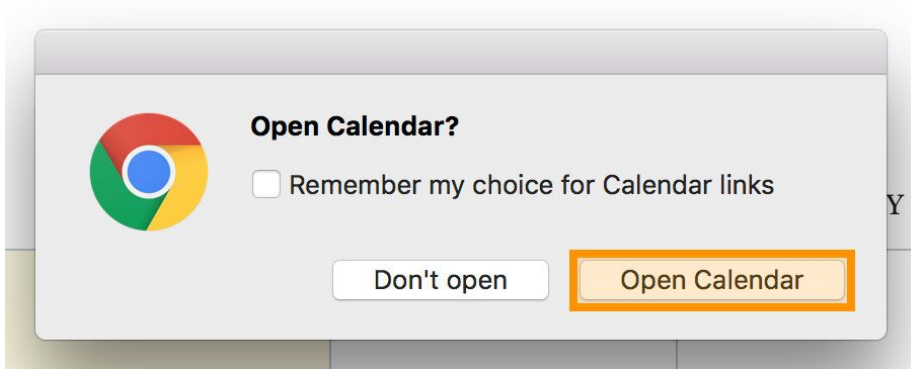 Open Calendar?
Remember my choice for Calendar links
Y
Don't open
Open Calendar